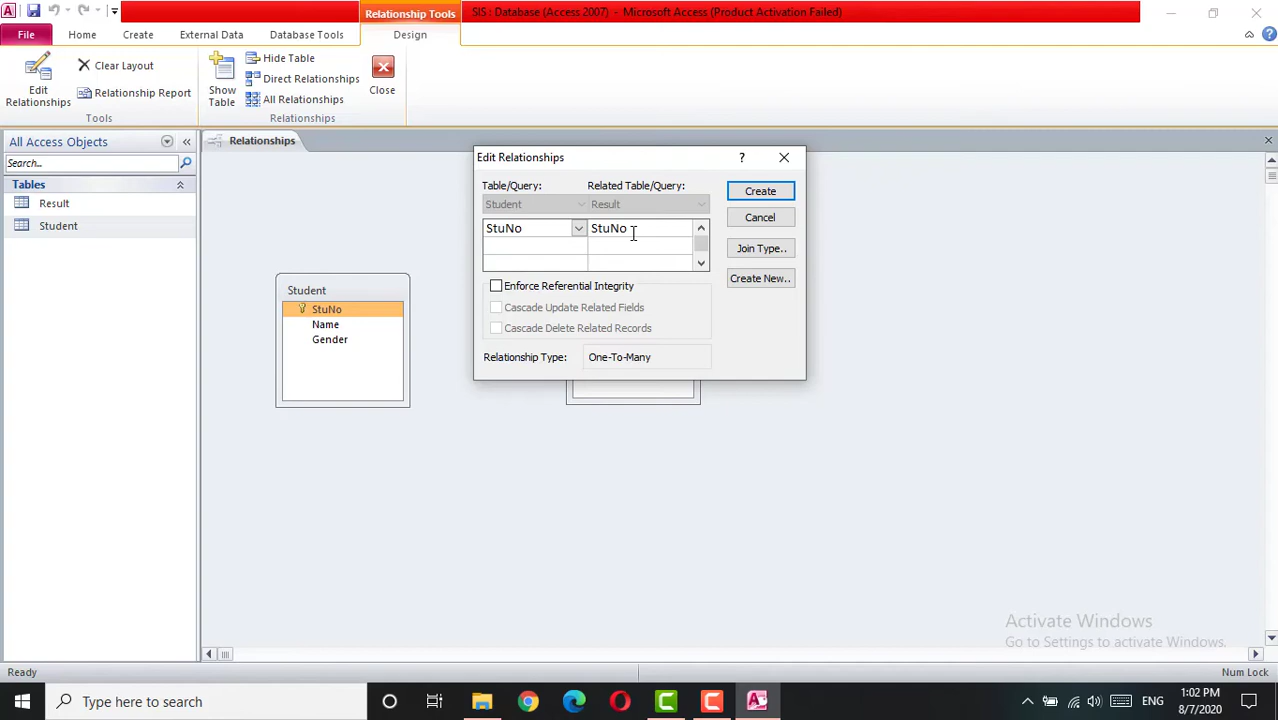 Relationship Tools
SIS : Database (Access 2007) - Microsoft Access (Product Activation Failed)
File
Home
Create
External Data
Database Tools
Design
Edit Relationships
Clear Layout
Relationship Report
Tools
Show Table
Hide Table
Direct Relationships
All Relationships
Close
Relationships
All Access Objects
Search...
Tables
Result
Student
Relationships
Student
StuNo
Name
Gender
Edit Relationships
?
Table/Query:
Related Table/Query:
Student
Result
StuNo
StuNo
Create
Cancel
Join Type..
Create New..
Enforce Referential Integrity
Cascade Update Related Fields
Cascade Delete Related Records
Relationship Type:
One-To-Many
Activate Windows
Go to Settings to activate Windows.
Ready
Num Lock
Type here to search
ENG
1:02 PM
8/7/2020